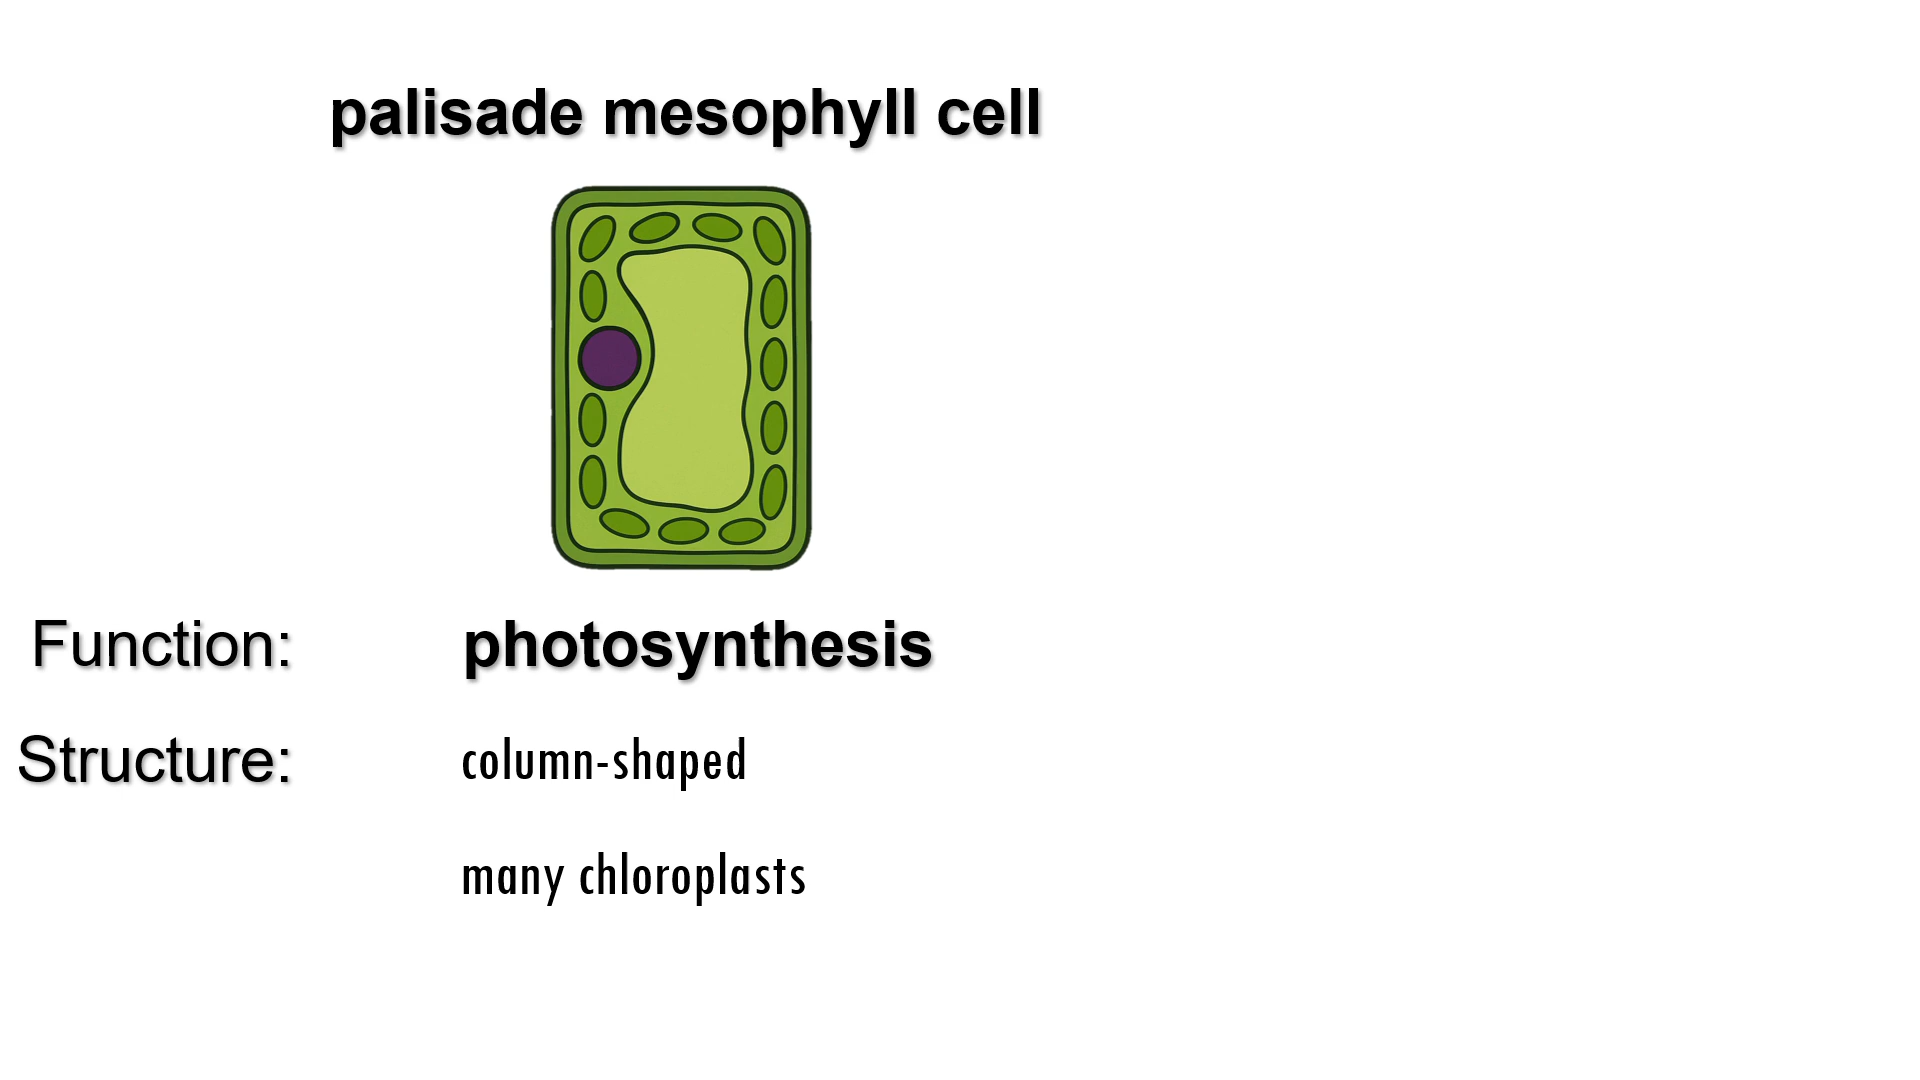 palisade mesophyll cell
Function: photosynthesis
Structure: column-shaped
many chloroplasts